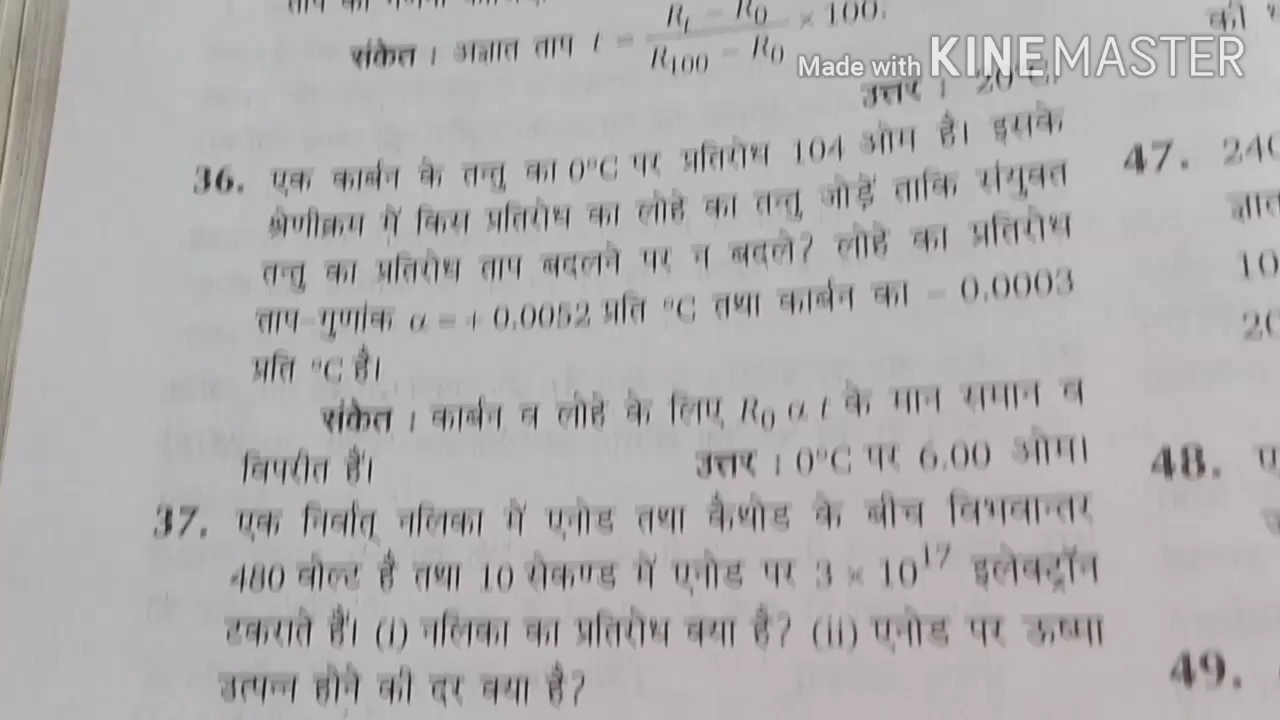 संकेत : अज्ञात ताप t = (R_t − R_0) / (R_100 − R_0) × 100.
Made with KINEMASTER
उत्तर : 20°C.
36. एक कार्बन के तन्तु का 0°C पर प्रतिरोध 104 ओम है। इसके
श्रेणीक्रम में किस प्रतिरोध का लोहे का तन्तु जोड़ें ताकि संयुक्त
तन्तु का प्रतिरोध ताप बदलने पर न बदले? लोहे का प्रतिरोध
ताप-गुणांक α = + 0.0052 प्रति °C तथा कार्बन का − 0.0003
प्रति °C है।
संकेत : कार्बन व लोहे के लिए R_0 α t के मान समान व
विपरीत हैं। उत्तर : 0°C पर 6.00 ओम।
37. एक निर्वात् नलिका में एनोड तथा कैथोड के बीच विभवान्तर
480 वोल्ट है तथा 10 सेकण्ड में एनोड पर 3 × 10^17 इलेक्ट्रॉन
टकराते हैं। (i) नलिका का प्रतिरोध क्या है? (ii) एनोड पर ऊष्मा
उत्पन्न होने की दर क्या है?
47.
48.
49.